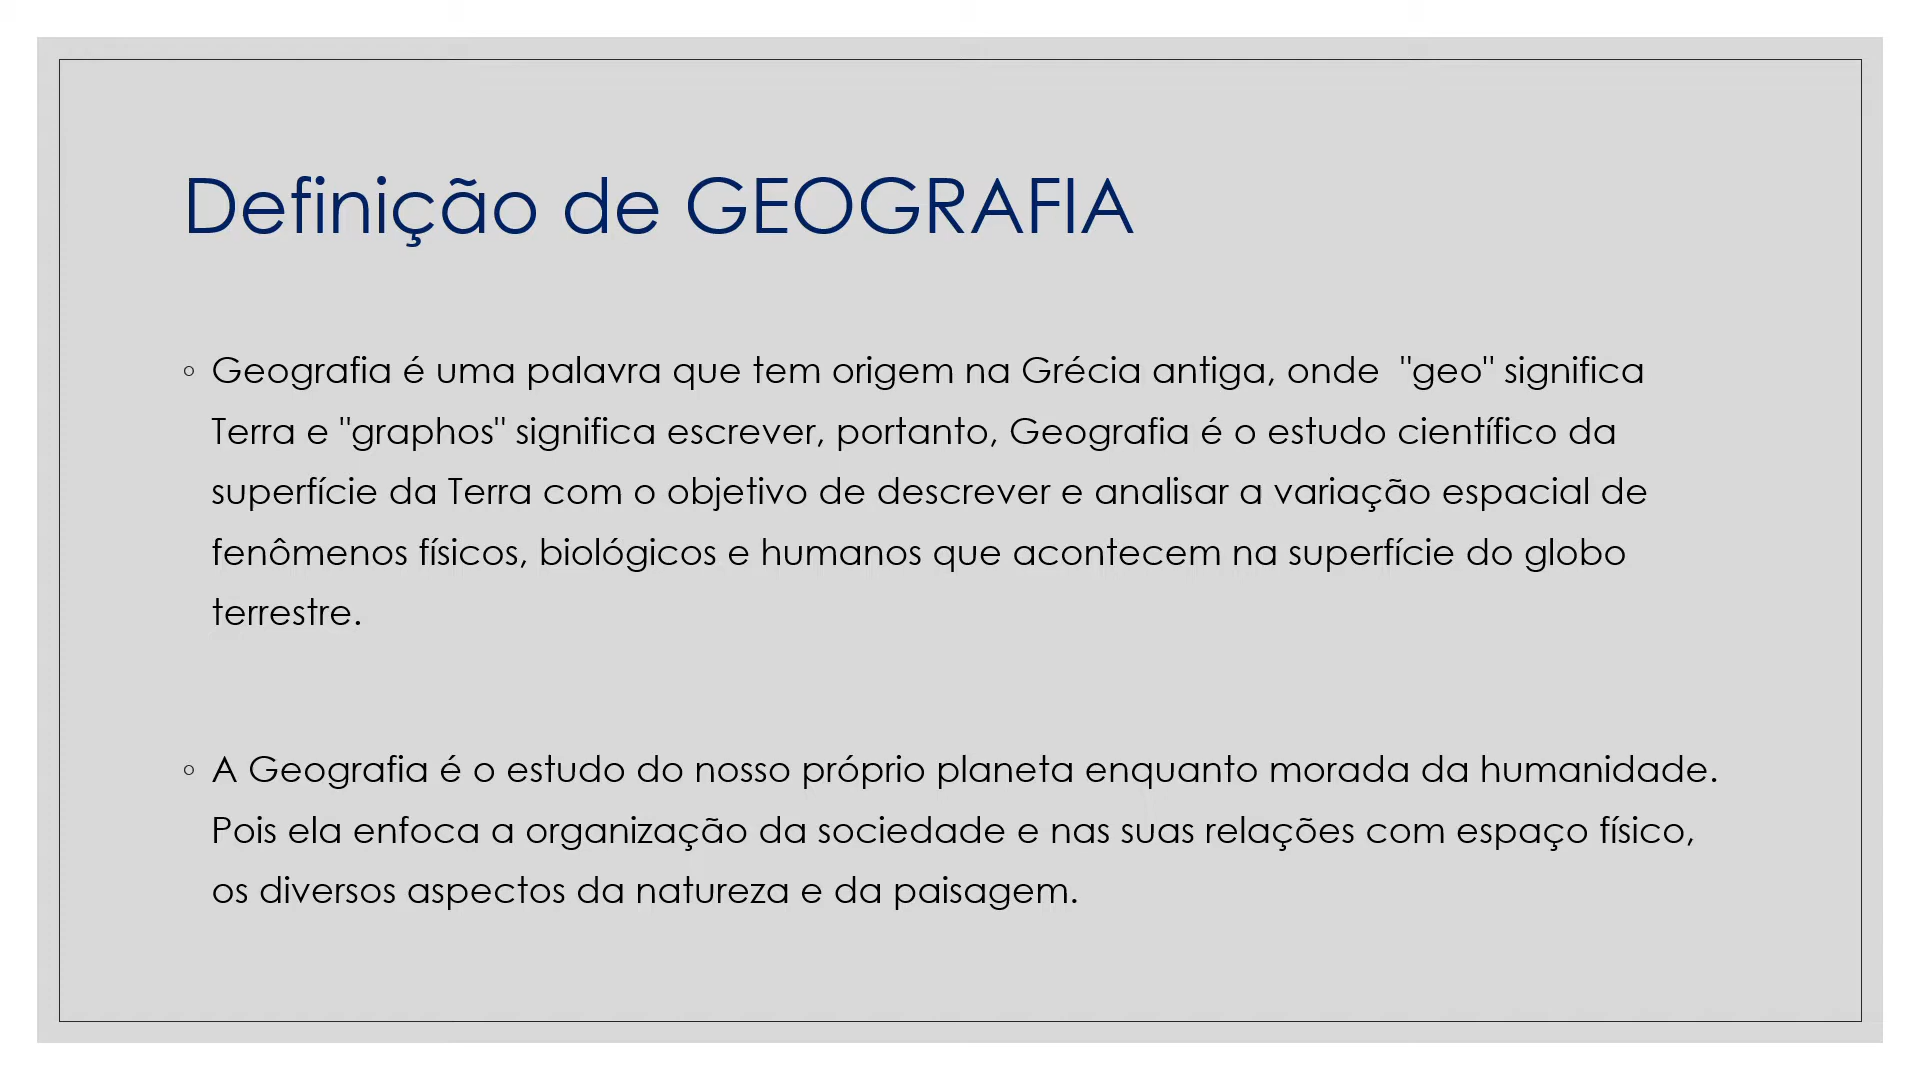 Definição de GEOGRAFIA
◦ Geografia é uma palavra que tem origem na Grécia antiga, onde  "geo" significa
Terra e "graphos" significa escrever, portanto, Geografia é o estudo científico da
superfície da Terra com o objetivo de descrever e analisar a variação espacial de
fenômenos físicos, biológicos e humanos que acontecem na superfície do globo
terrestre.
◦ A Geografia é o estudo do nosso próprio planeta enquanto morada da humanidade.
Pois ela enfoca a organização da sociedade e nas suas relações com espaço físico,
os diversos aspectos da natureza e da paisagem.